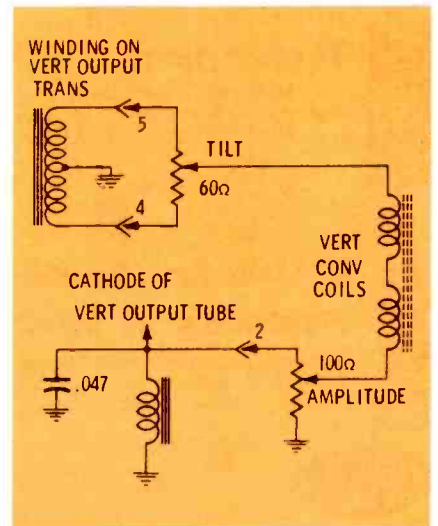 WINDING ON
VERT OUTPUT
TRANS
5
TILT
60Ω
4
VERT
CONV
COILS
CATHODE OF
VERT OUTPUT TUBE
2
.047
100Ω
AMPLITUDE